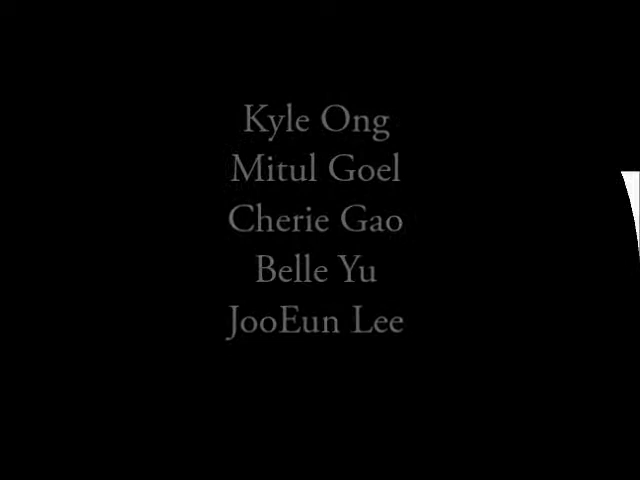 Kyle Ong
Mitul Goel
Cherie Gao
Belle Yu
JooEun Lee